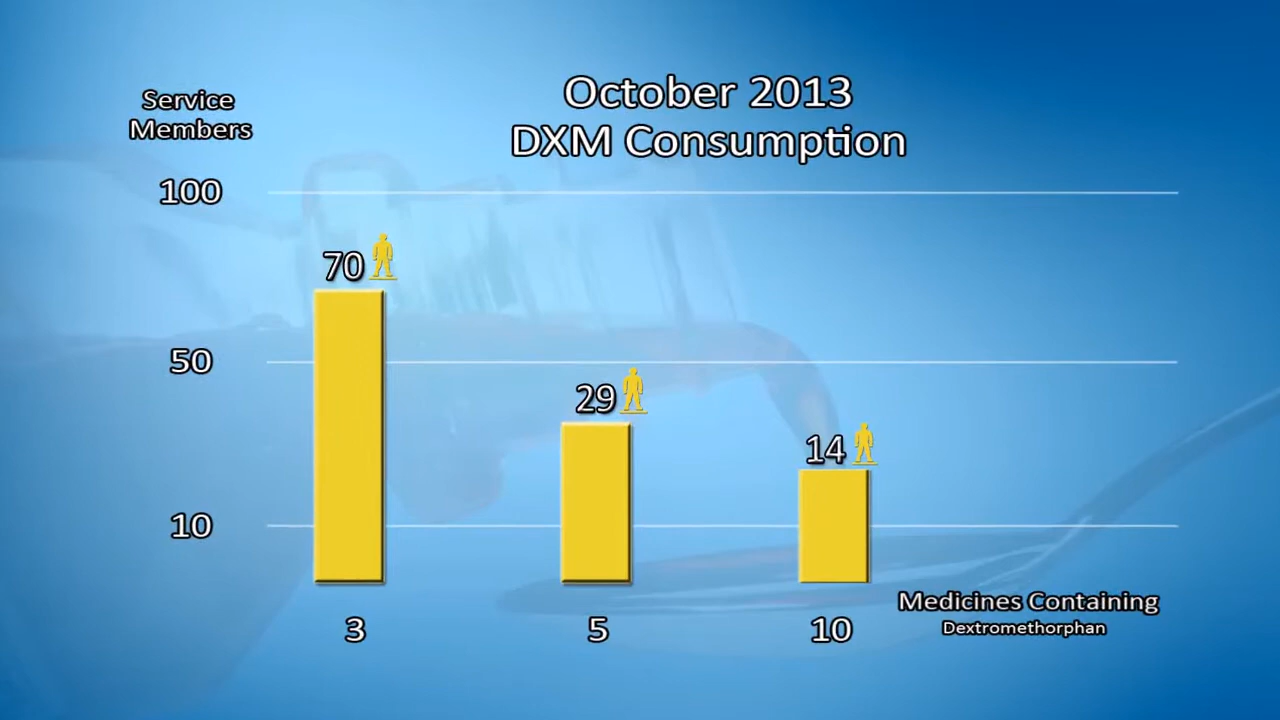 October 2013
DXM Consumption
Service
Members
100
70
50
29
14
10
3
5
10
Medicines Containing
Dextromethorphan